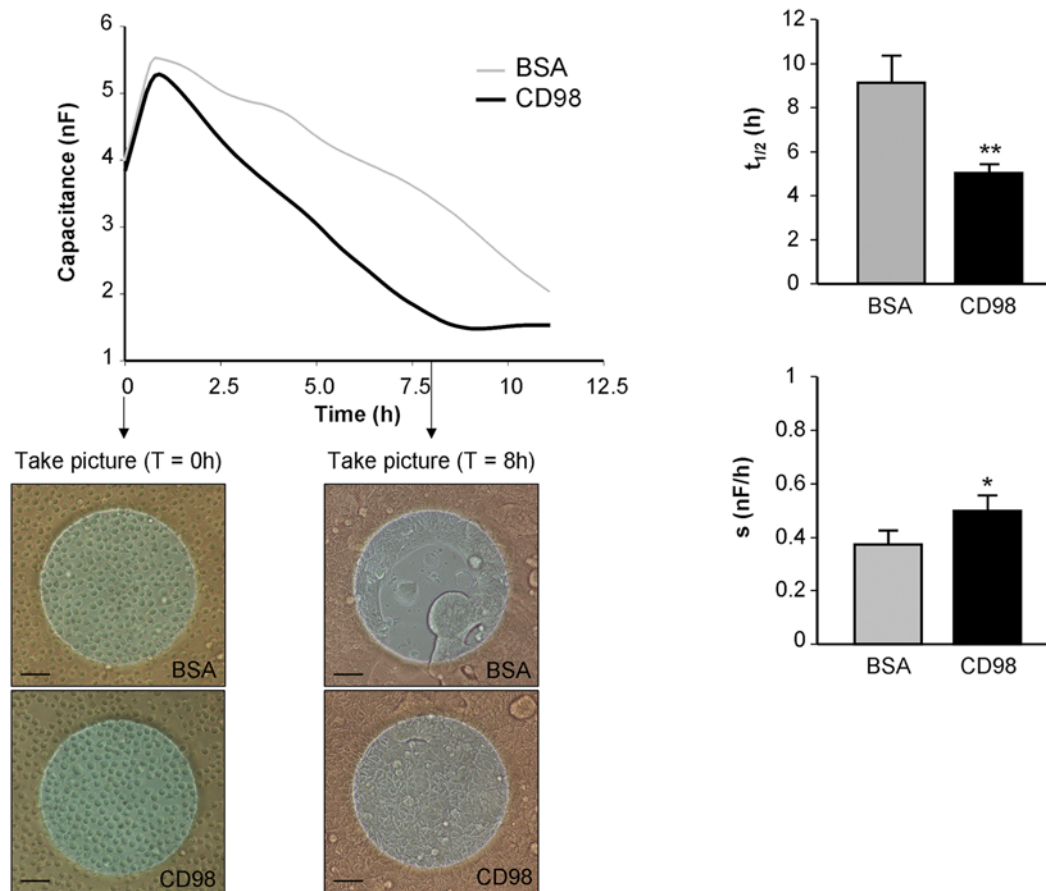 6
5
4
3
2
1
Capacitance (nF)
BSA
CD98
0
2.5
5.0
7.5
10
12.5
Time (h)
Take picture (T = 0h)
Take picture (T = 8h)
BSA
BSA
CD98
CD98
12
10
8
6
4
2
0
t1/2 (h)
**
BSA
CD98
1
0.8
0.6
0.4
0.2
0
s (nF/h)
*
BSA
CD98